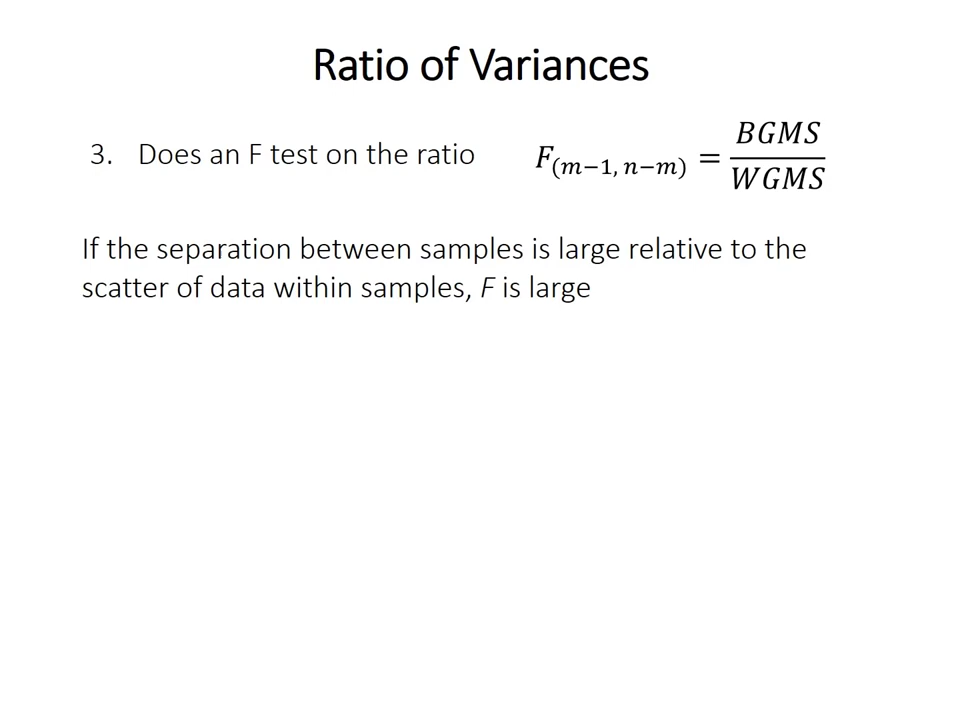 Ratio of Variances
3. Does an F test on the ratio F(m−1, n−m) = BGMS / WGMS
If the separation between samples is large relative to the
scatter of data within samples, F is large